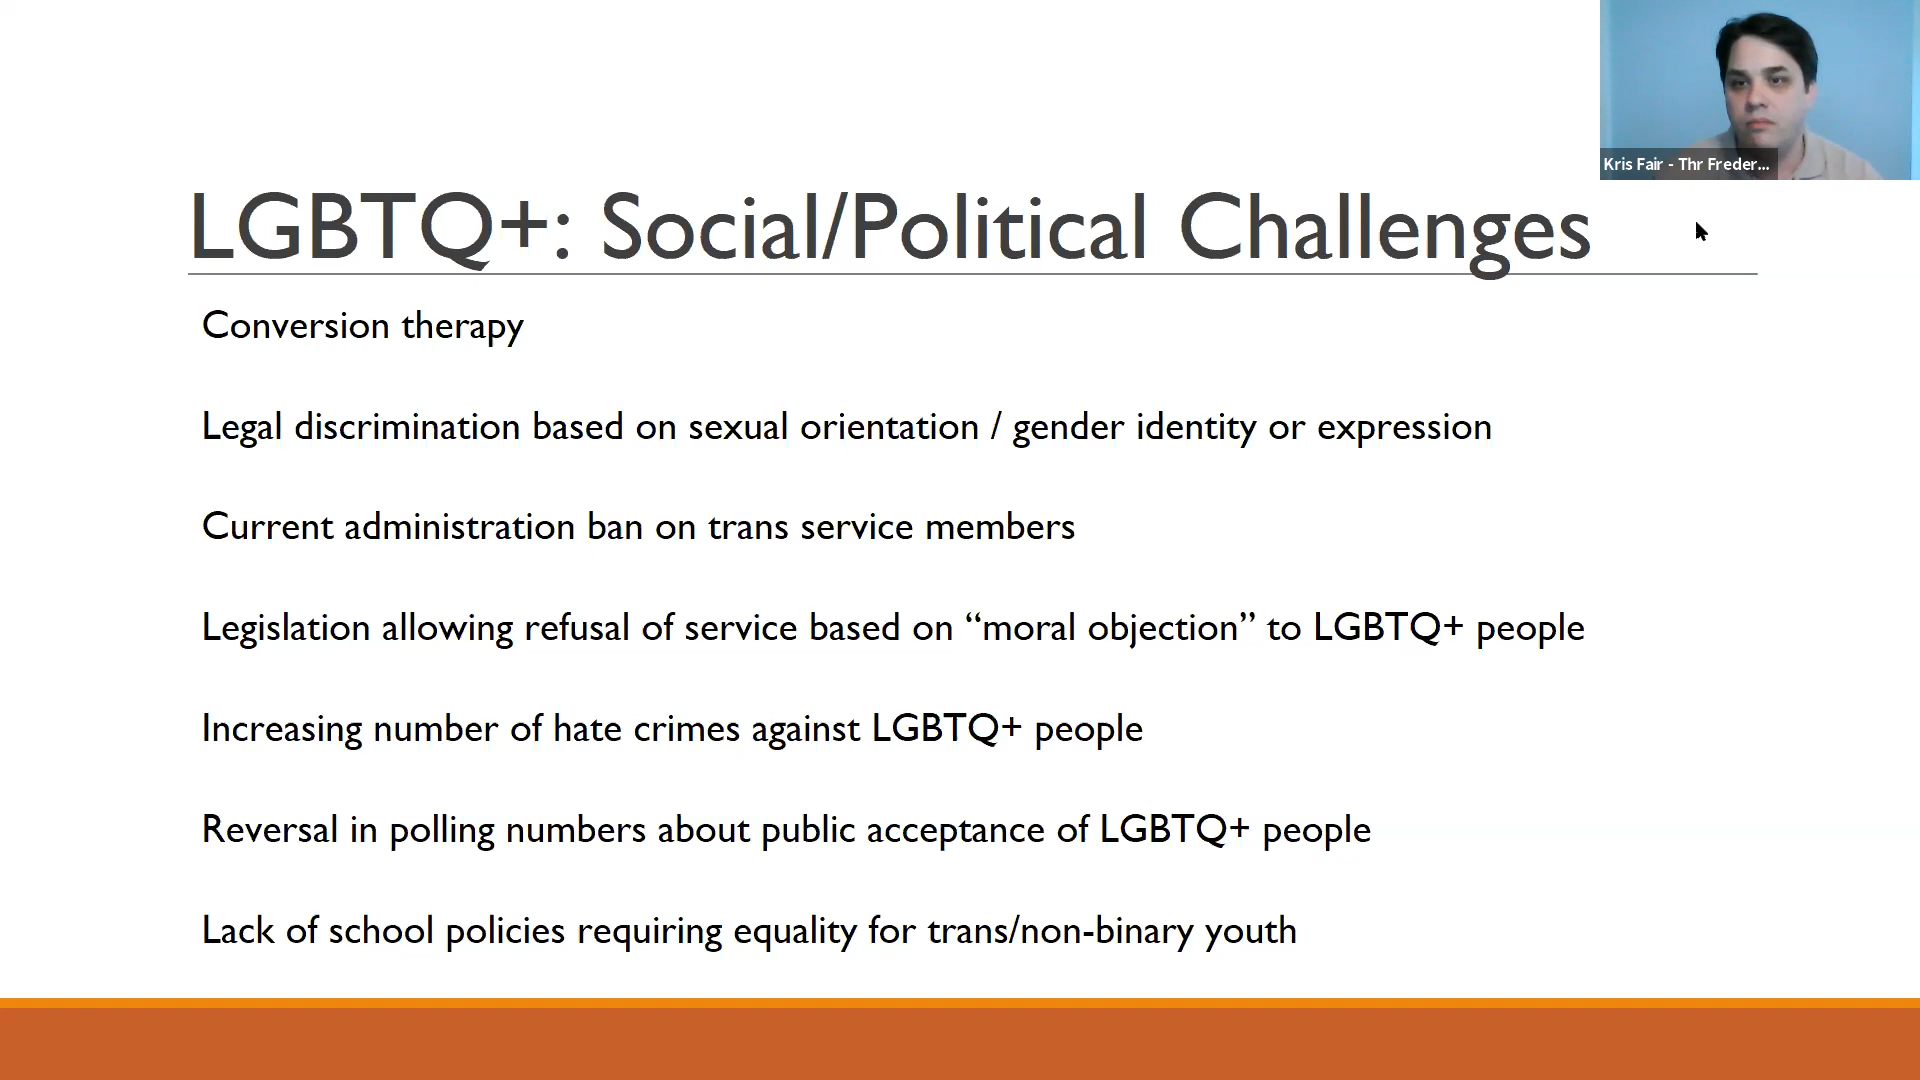 Kris Fair - Thr Freder...
LGBTQ+: Social/Political Challenges
Conversion therapy
Legal discrimination based on sexual orientation / gender identity or expression
Current administration ban on trans service members
Legislation allowing refusal of service based on “moral objection” to LGBTQ+ people
Increasing number of hate crimes against LGBTQ+ people
Reversal in polling numbers about public acceptance of LGBTQ+ people
Lack of school policies requiring equality for trans/non-binary youth